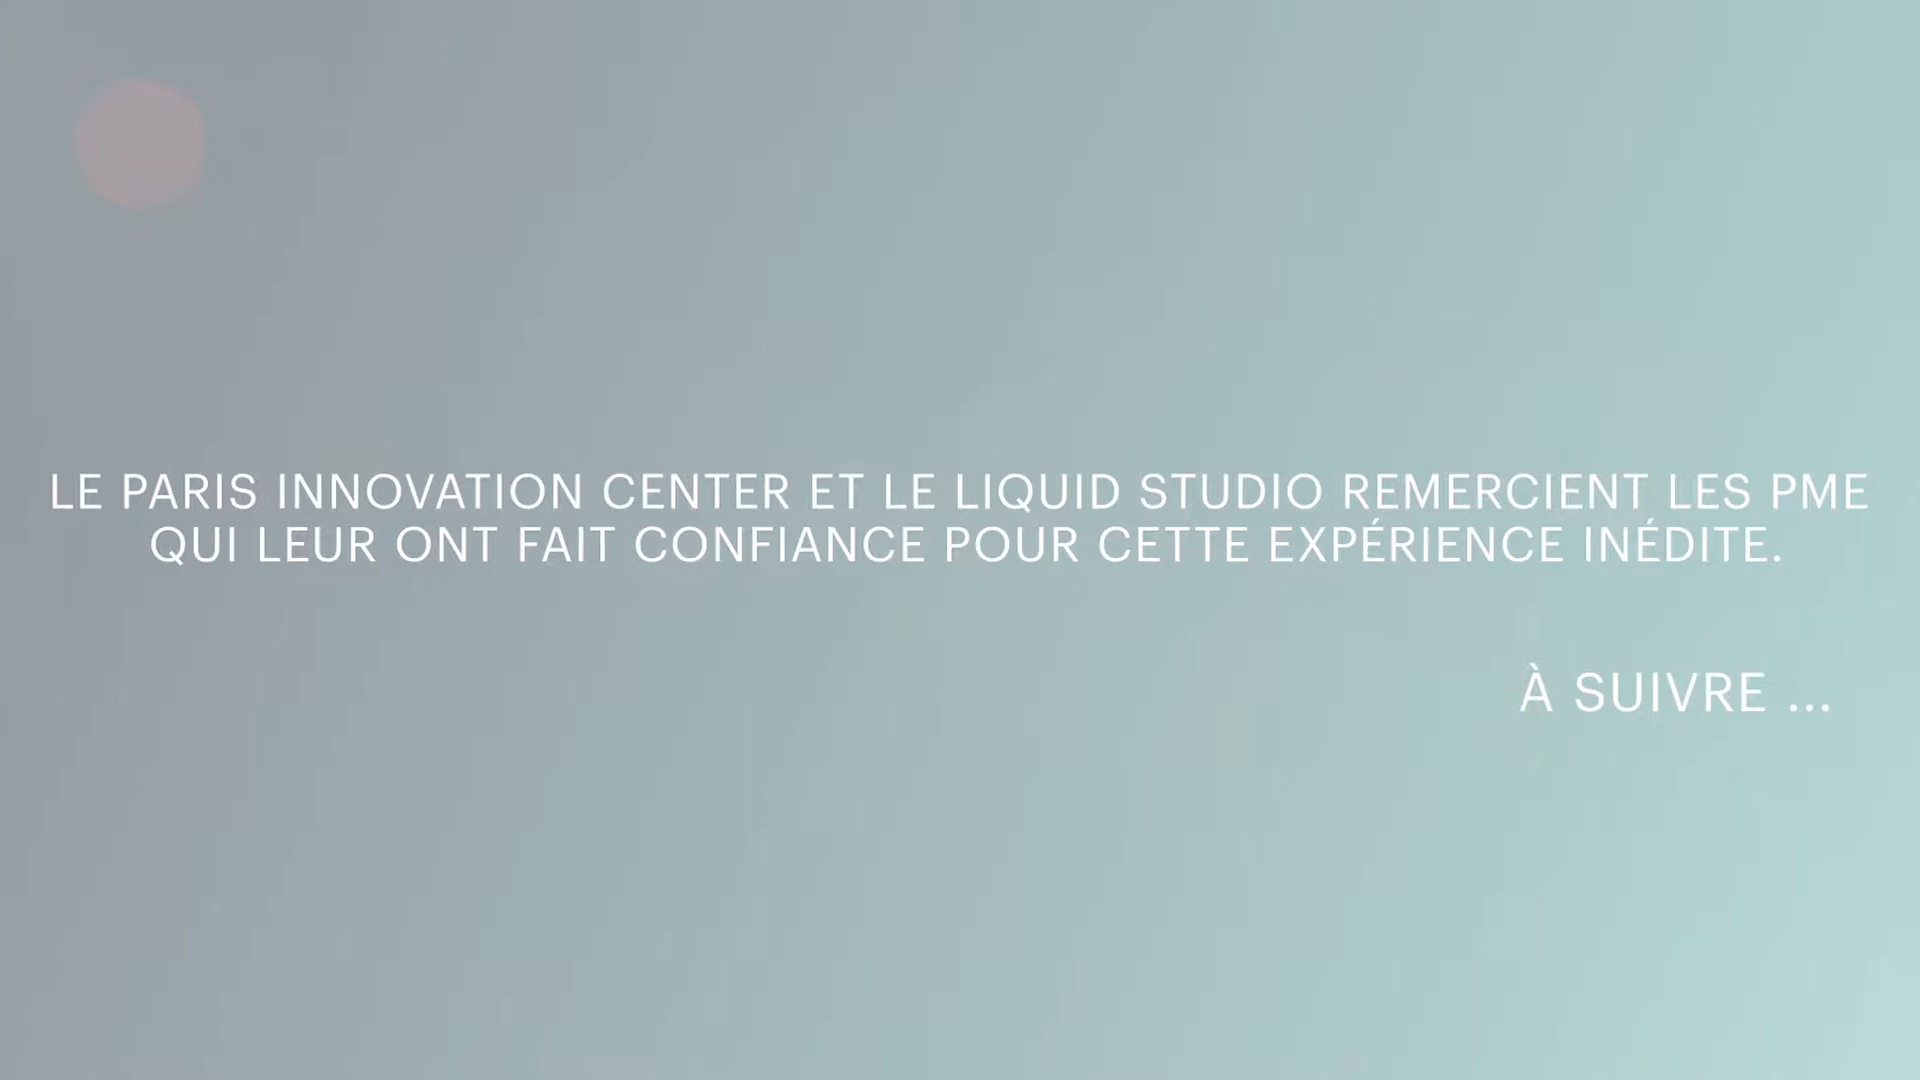 LE PARIS INNOVATION CENTER ET LE LIQUID STUDIO REMERCIENT LES PME
QUI LEUR ONT FAIT CONFIANCE POUR CETTE EXPÉRIENCE INÉDITE.
À SUIVRE ...